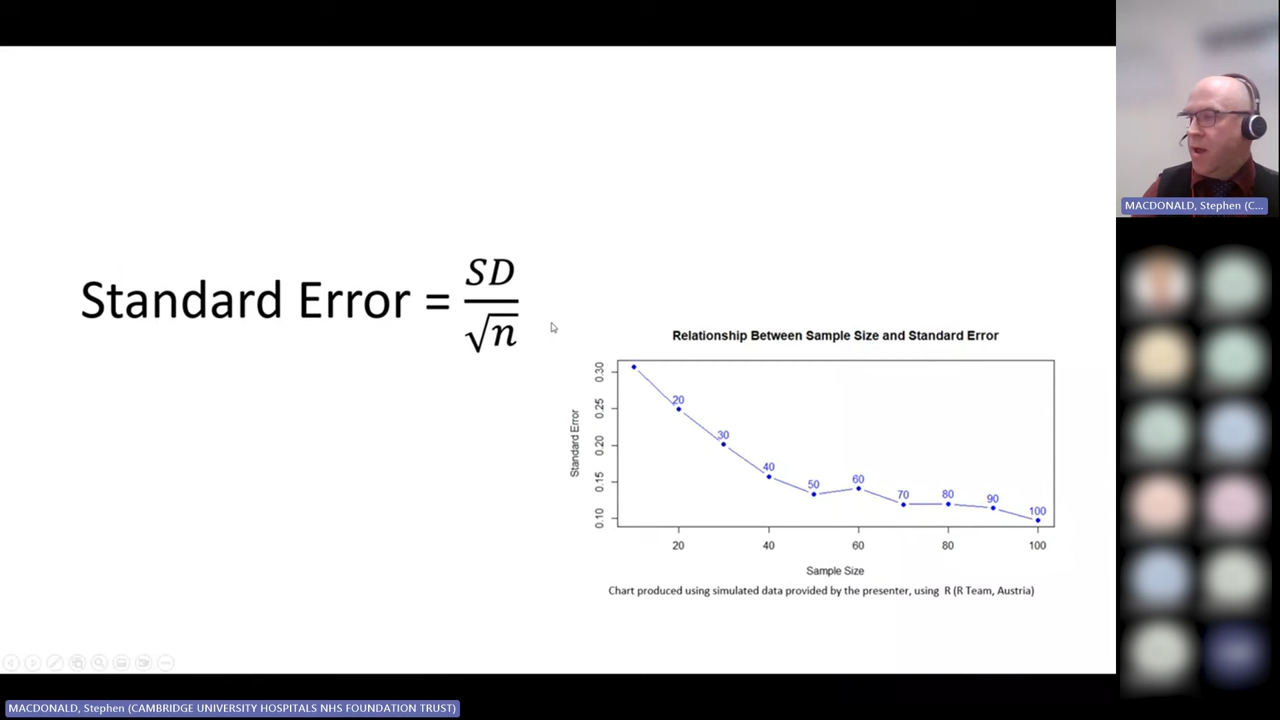 MACDONALD, Stephen (C...
Standard Error = SD / √n
Relationship Between Sample Size and Standard Error
Standard Error
0.30
0.25
0.20
0.15
0.10
20
30
40
50
60
70
80
90
100
20
40
60
80
100
Sample Size
Chart produced using simulated data provided by the presenter, using R (R Team, Austria)
MACDONALD, Stephen (CAMBRIDGE UNIVERSITY HOSPITALS NHS FOUNDATION TRUST)